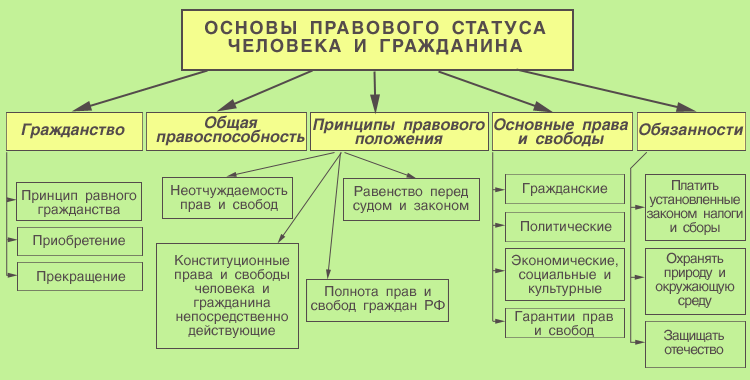 ОСНОВЫ ПРАВОВОГО СТАТУСА
ЧЕЛОВЕКА И ГРАЖДАНИНА
Гражданство
Общая
правоспособность
Принципы правового
положения
Основные права
и свободы
Обязанности
Принцип равного
гражданства
Приобретение
Прекращение
Неотчуждаемость
прав и свобод
Конституционные
права и свободы
человека и
гражданина
непосредственно
действующие
Равенство перед
судом и законом
Полнота прав и
свобод граждан РФ
Гражданские
Политические
Экономические,
социальные и
культурные
Гарантии прав
и свобод
Платить
установленные
законом налоги
и сборы
Охранять
природу и
окружающую
среду
Защищать
отечество